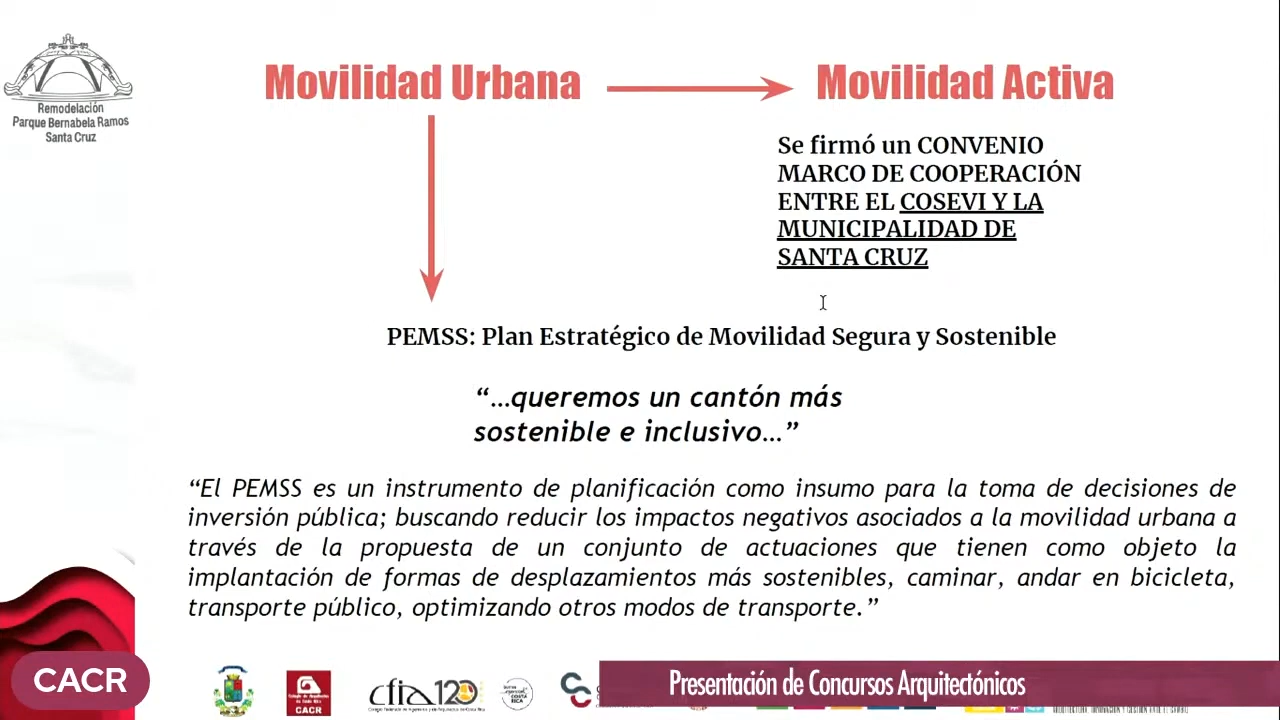 Remodelación
Parque Bernabela Ramos
Santa Cruz
Movilidad Urbana
Movilidad Activa
Se firmó un CONVENIO
MARCO DE COOPERACIÓN
ENTRE EL COSEVI Y LA
MUNICIPALIDAD DE
SANTA CRUZ
PEMSS: Plan Estratégico de Movilidad Segura y Sostenible
“...queremos un cantón más
sostenible e inclusivo...”
“El PEMSS es un instrumento de planificación como insumo para la toma de decisiones de
inversión pública; buscando reducir los impactos negativos asociados a la movilidad urbana a
través de la propuesta de un conjunto de actuaciones que tienen como objeto la
implantación de formas de desplazamientos más sostenibles, caminar, andar en bicicleta,
transporte público, optimizando otros modos de transporte.”
CACR
CACR
cfia 120
Presentación de Concursos Arquitectónicos